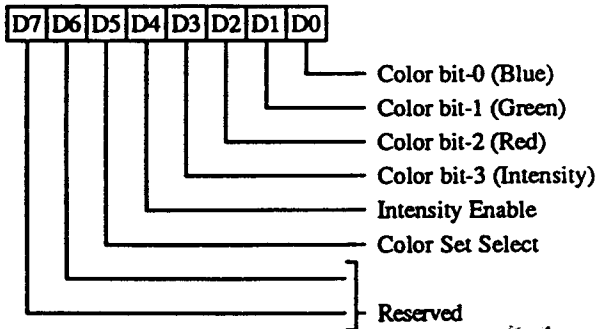 D7 D6 D5 D4 D3 D2 D1 D0
Color bit-0 (Blue)
Color bit-1 (Green)
Color bit-2 (Red)
Color bit-3 (Intensity)
Intensity Enable
Color Set Select
Reserved